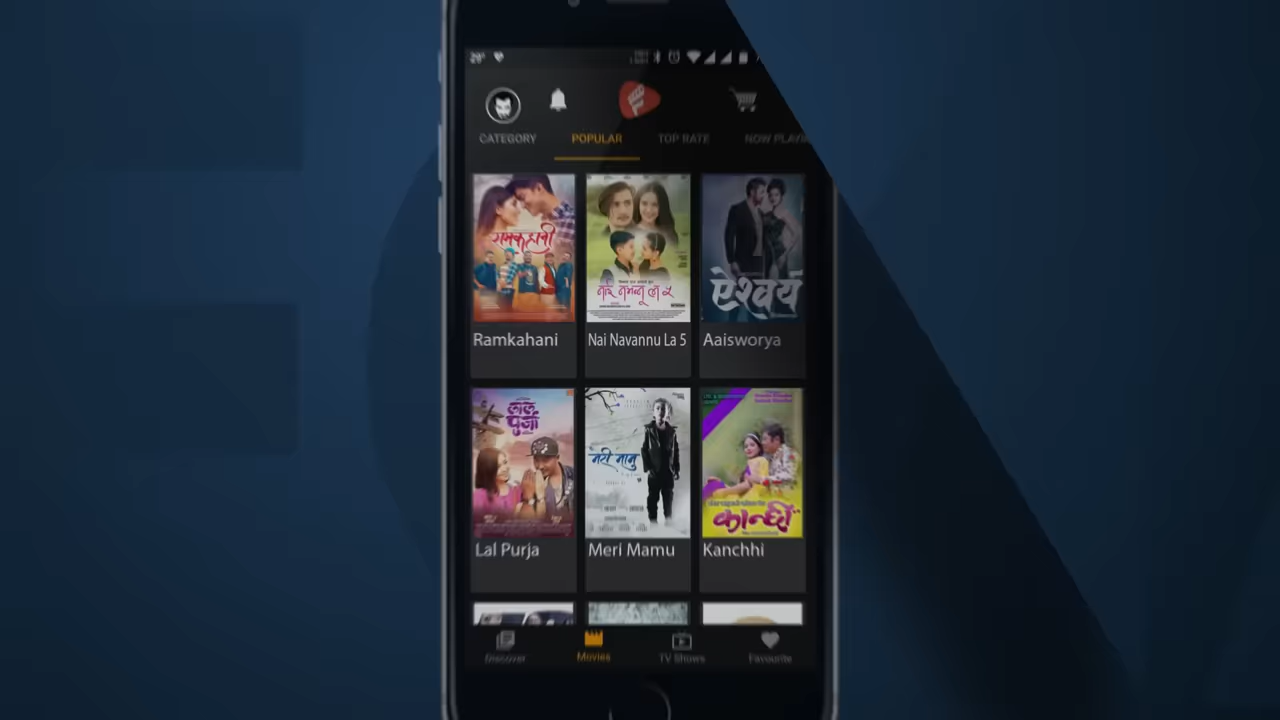 CATEGORY
POPULAR
TOP RATE
NOW PLAYIN
रामकहानी
नाइ नभन्नू ल ५
ऐश्वर्य
Ramkahani
Nai Navannu La 5
Aaisworya
लाल
पुर्जा
मेरी मामु
कान्छी
Lal Purja
Meri Mamu
Kanchhi
Discover
Movies
TV Shows
Favourite